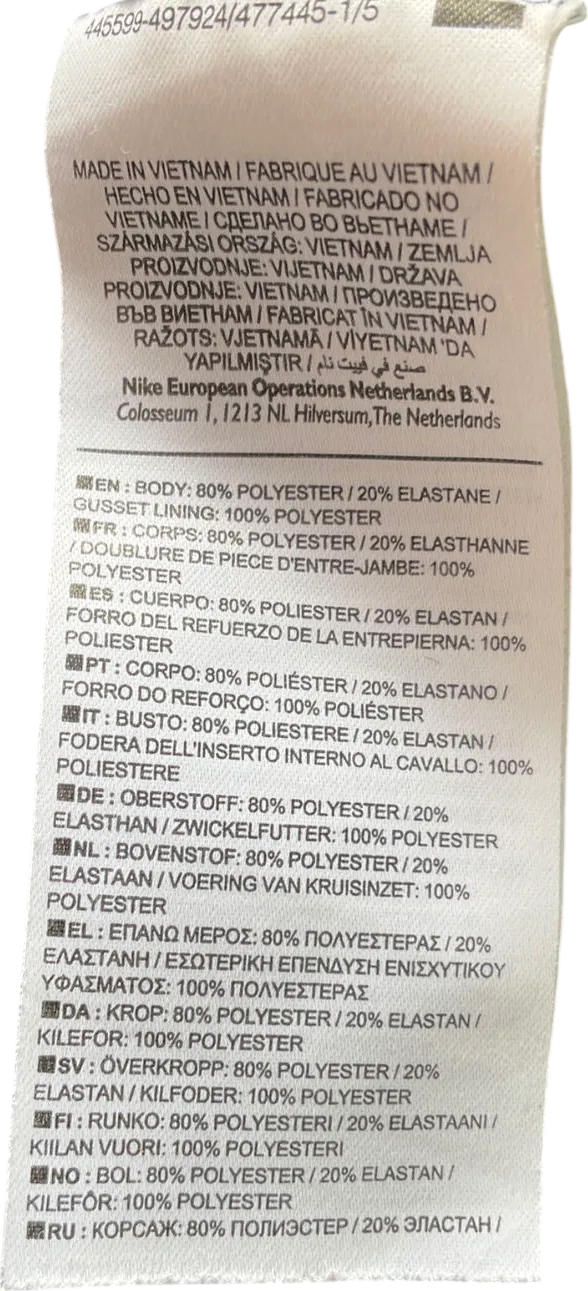 445599-497924/477445-1/5
MADE IN VIETNAM / FABRIQUE AU VIETNAM /
HECHO EN VIETNAM / FABRICADO NO
VIETNAME / СДЕЛАНО ВО ВЬЕТНАМЕ /
SZÁRMAZÁSI ORSZÁG: VIETNAM / ZEMLJA
PROIZVODNJE: VIJETNAM / DRŽAVA
PROIZVODNJE: VIETNAM / ПРОИЗВЕДЕНО
ВЪВ ВИЕТНАМ / FABRICAT ÎN VIETNAM /
RAŽOTS: VJETNAMĀ / VİYETNAM 'DA
YAPILMIŞTIR / صنع في فييت نام
Nike European Operations Netherlands B.V.
Colosseum 1, 1213 NL Hilversum, The Netherlands
EN : BODY: 80% POLYESTER / 20% ELASTANE /
GUSSET LINING: 100% POLYESTER
FR : CORPS: 80% POLYESTER / 20% ELASTHANNE
/ DOUBLURE DE PIECE D'ENTRE-JAMBE: 100%
POLYESTER
ES : CUERPO: 80% POLIESTER / 20% ELASTAN /
FORRO DEL REFUERZO DE LA ENTREPIERNA: 100%
POLIESTER
PT : CORPO: 80% POLIÉSTER / 20% ELASTANO /
FORRO DO REFORÇO: 100% POLIÉSTER
IT : BUSTO: 80% POLIESTERE / 20% ELASTAN /
FODERA DELL'INSERTO INTERNO AL CAVALLO: 100%
POLIESTERE
DE : OBERSTOFF: 80% POLYESTER / 20%
ELASTHAN / ZWICKELFUTTER: 100% POLYESTER
NL : BOVENSTOF: 80% POLYESTER / 20%
ELASTAAN / VOERING VAN KRUISINZET: 100%
POLYESTER
EL : ΕΠΑΝΩ ΜΕΡΟΣ: 80% ΠΟΛΥΕΣΤΕΡΑΣ / 20%
ΕΛΑΣΤΑΝΗ / ΕΣΩΤΕΡΙΚΗ ΕΠΕΝΔΥΣΗ ΕΝΙΣΧΥΤΙΚΟΥ
ΥΦΑΣΜΑΤΟΣ: 100% ΠΟΛΥΕΣΤΕΡΑΣ
DA : KROP: 80% POLYESTER / 20% ELASTAN /
KILEFOR: 100% POLYESTER
SV : ÖVERKROPP: 80% POLYESTER / 20%
ELASTAN / KILFODER: 100% POLYESTER
FI : RUNKO: 80% POLYESTERI / 20% ELASTAANI /
KIILAN VUORI: 100% POLYESTERI
NO : BOL: 80% POLYESTER / 20% ELASTAN /
KILEFÔR: 100% POLYESTER
RU : КОРСАЖ: 80% ПОЛИЭСТЕР / 20% ЭЛАСТАН /